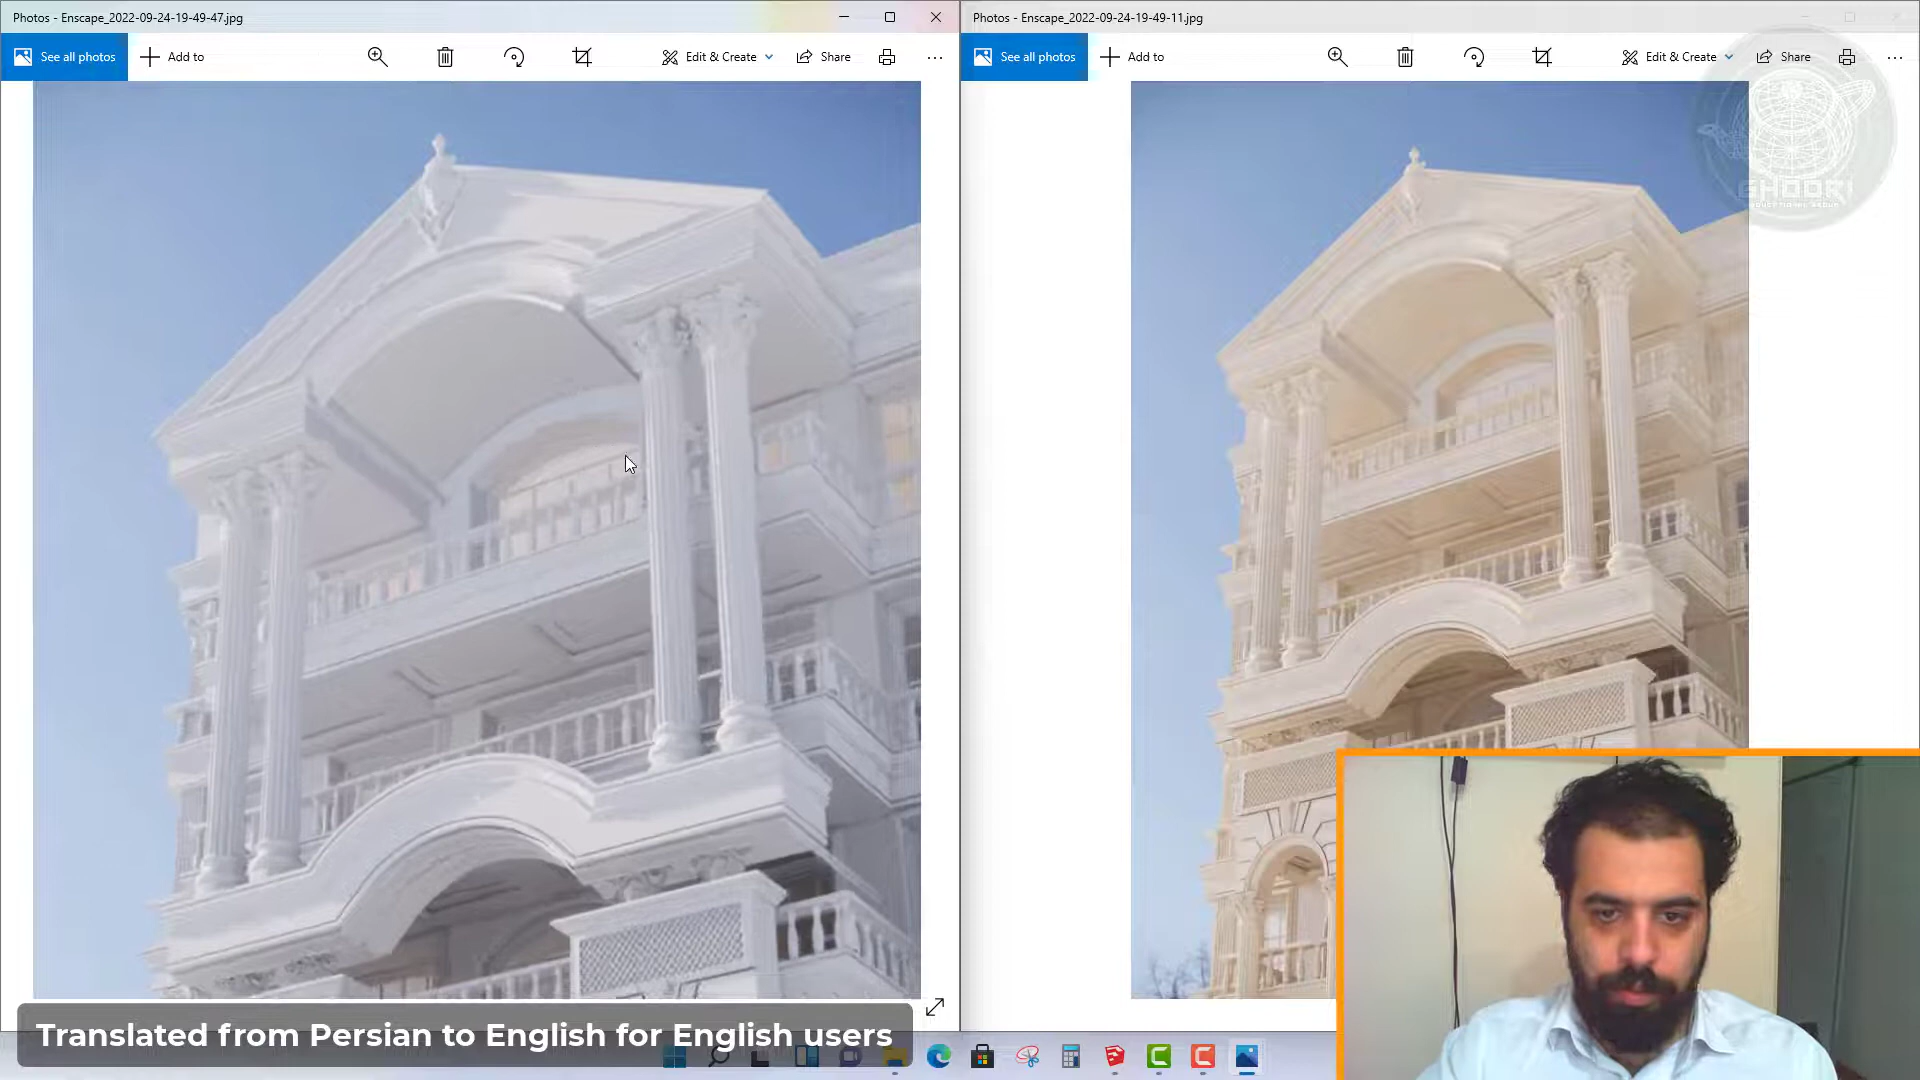 Photos - Enscape_2022-09-24-19-49-47.jpg
See all photos
Add to
Edit & Create
Share
Photos - Enscape_2022-09-24-19-49-11.jpg
See all photos
Add to
Edit & Create
Share
GHOORI
Translated from Persian to English for English users